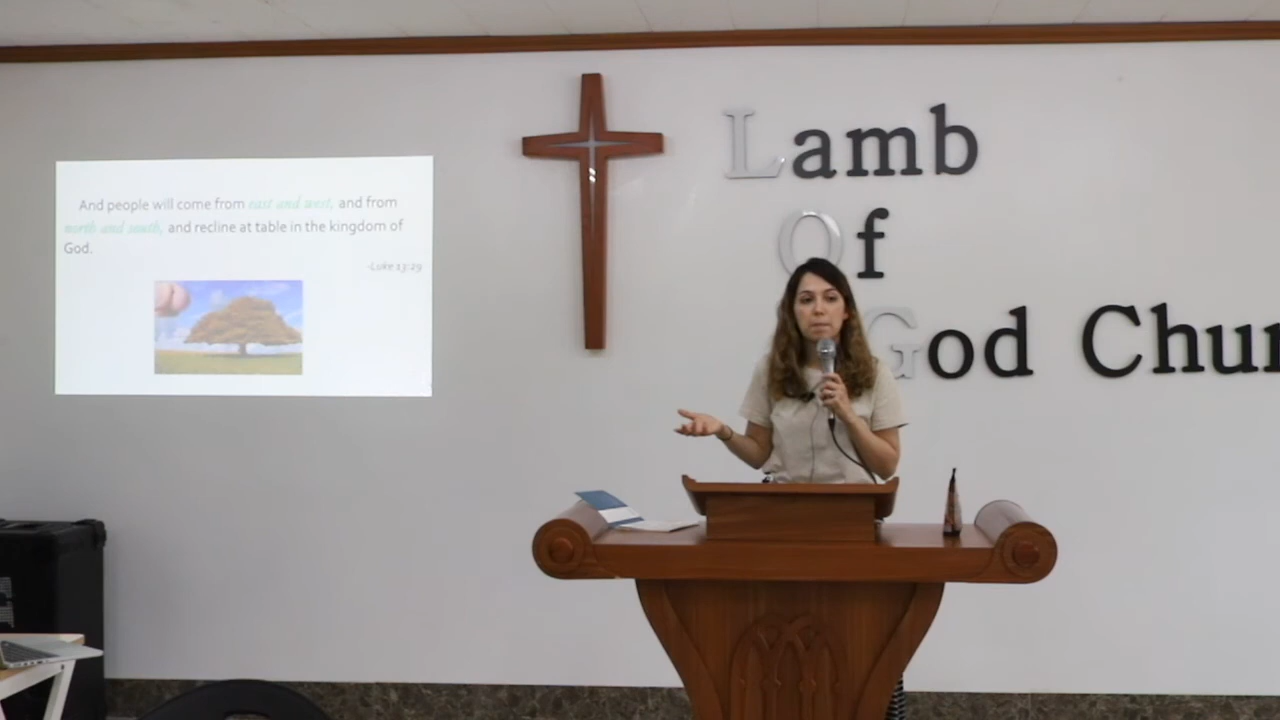 And people will come from east and west, and from
north and south, and recline at table in the kingdom of
God.
-Luke 13:29
Lamb
Of
God Chur